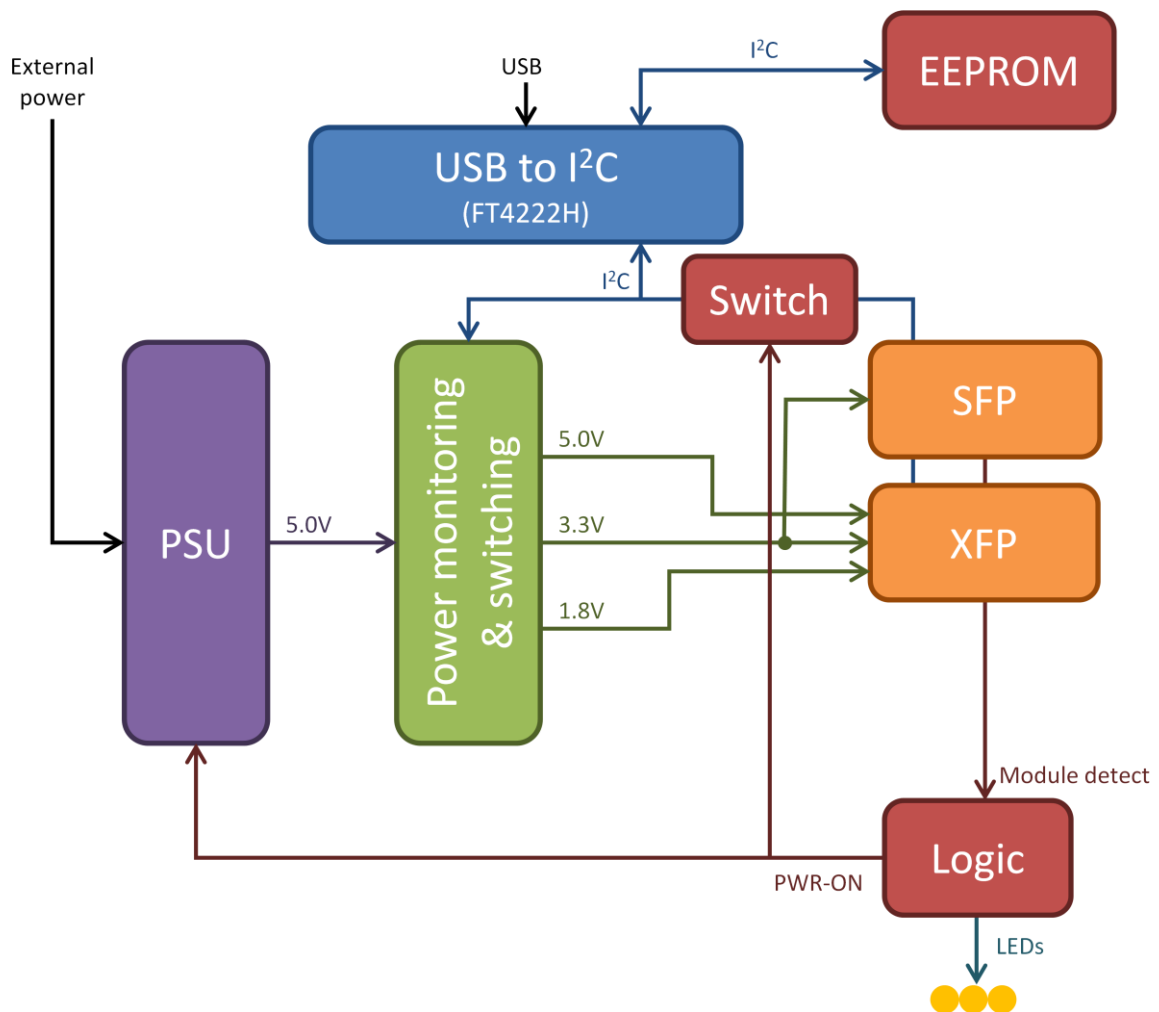 External
power
USB
I²C
EEPROM
USB to I²C
(FT4222H)
I²C
Switch
PSU
5.0V
Power monitoring
& switching
5.0V
3.3V
1.8V
SFP
XFP
Module detect
Logic
PWR-ON
LEDs